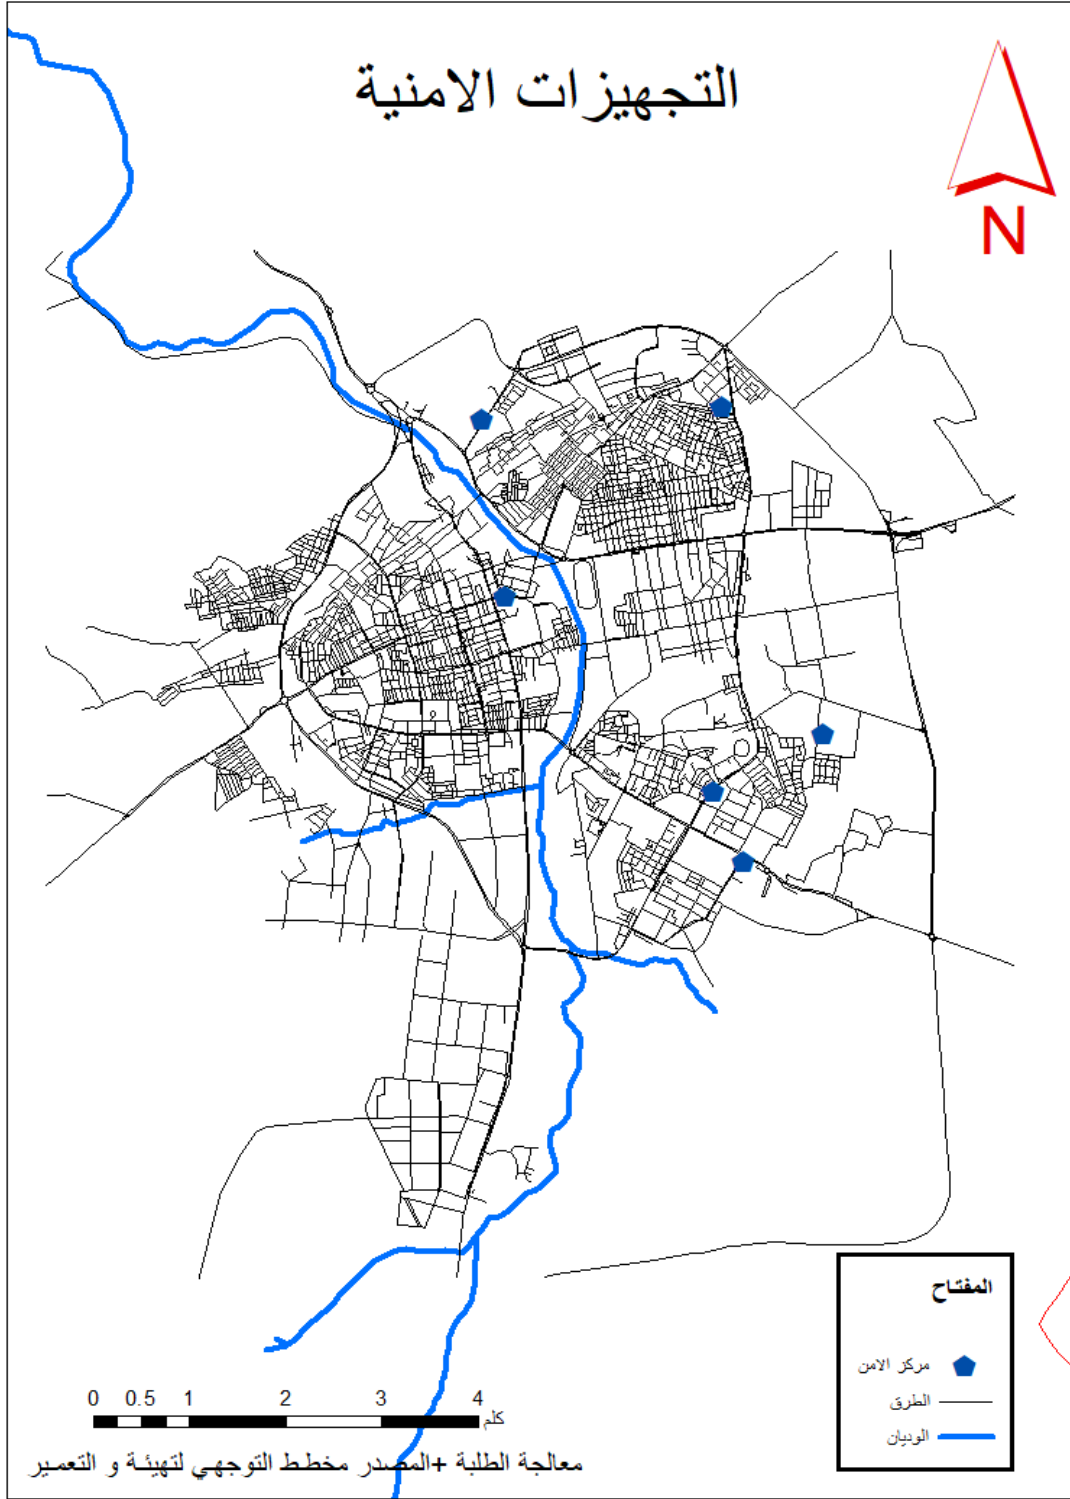 التجهيزات الامنية
N
المفتاح
مركز الامن
الطرق
الوديان
0 0.5 1 2 3 4
كلم
معالجة الطلبة +المصدر مخطط التوجهي لتهيئة و التعمير